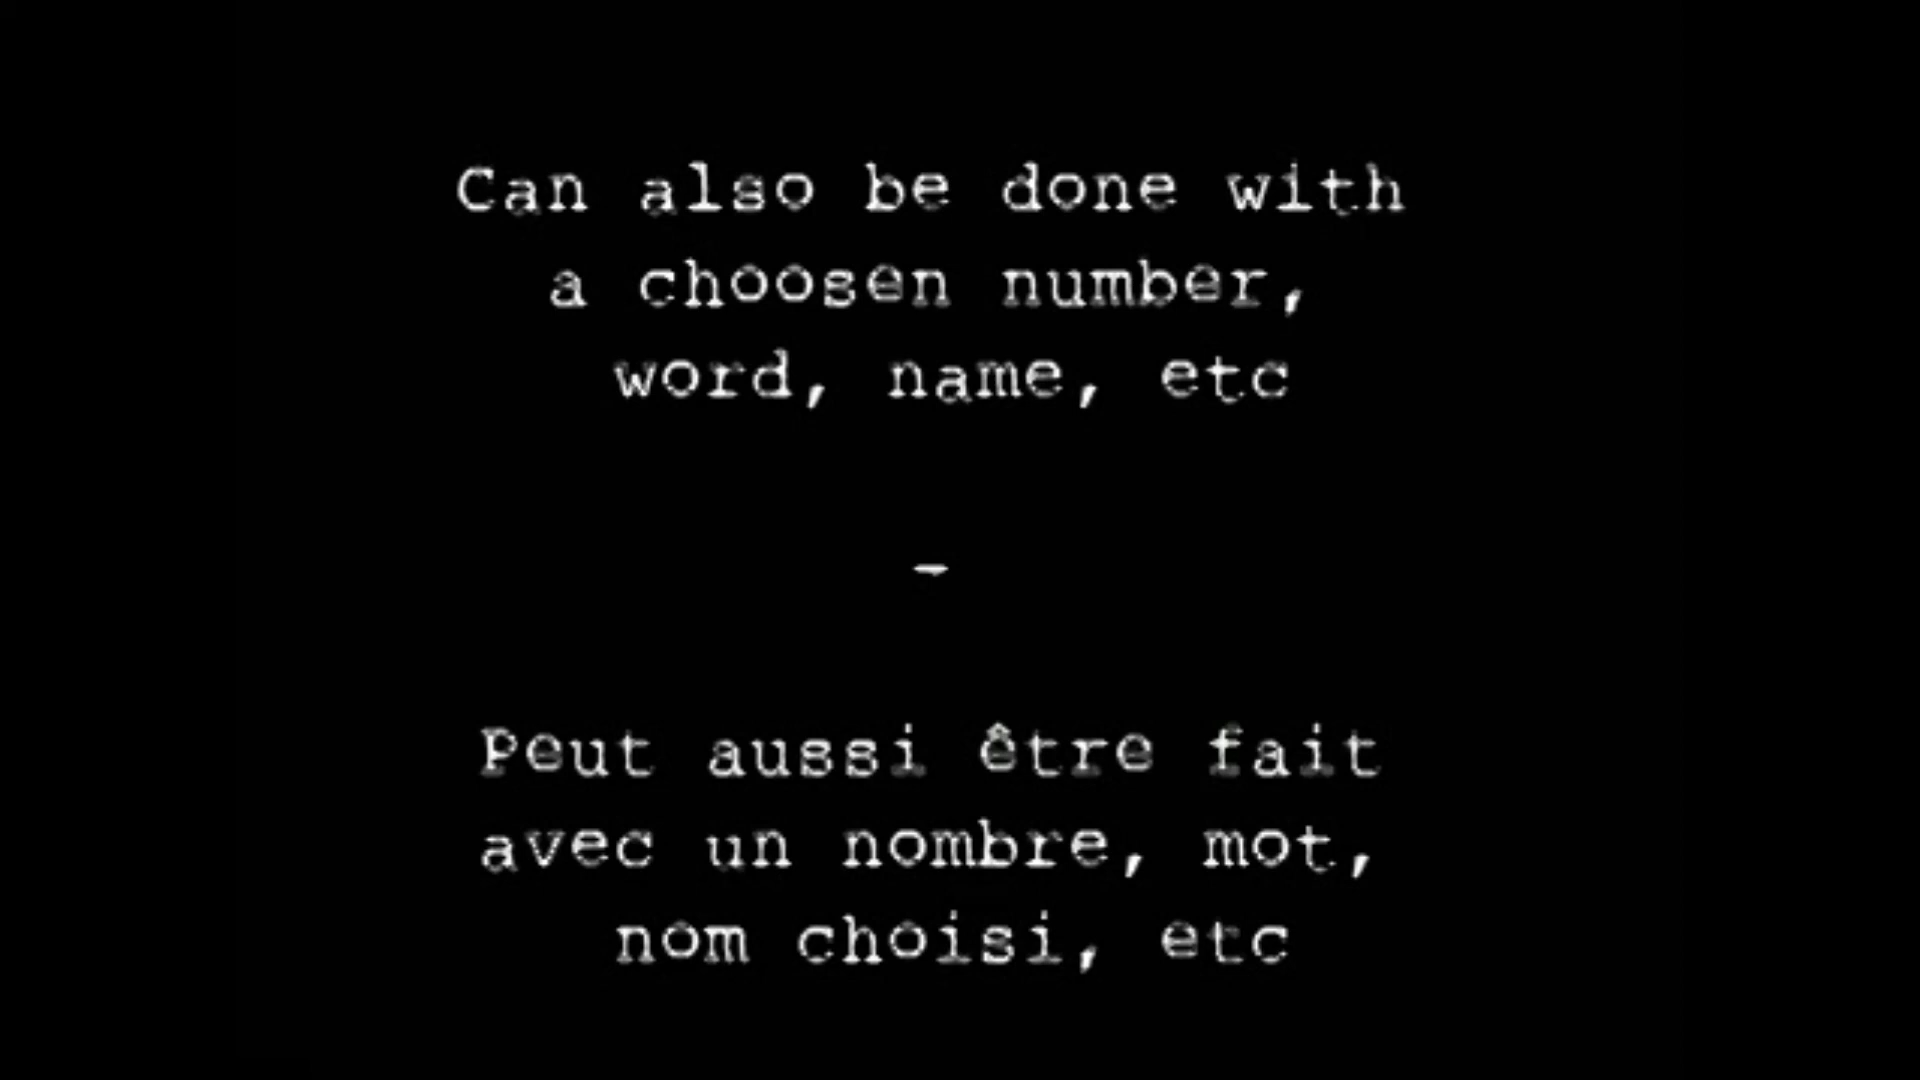 Can also be done with
a choosen number,
word, name, etc
-
Peut aussi être fait
avec un nombre, mot,
nom choisi, etc